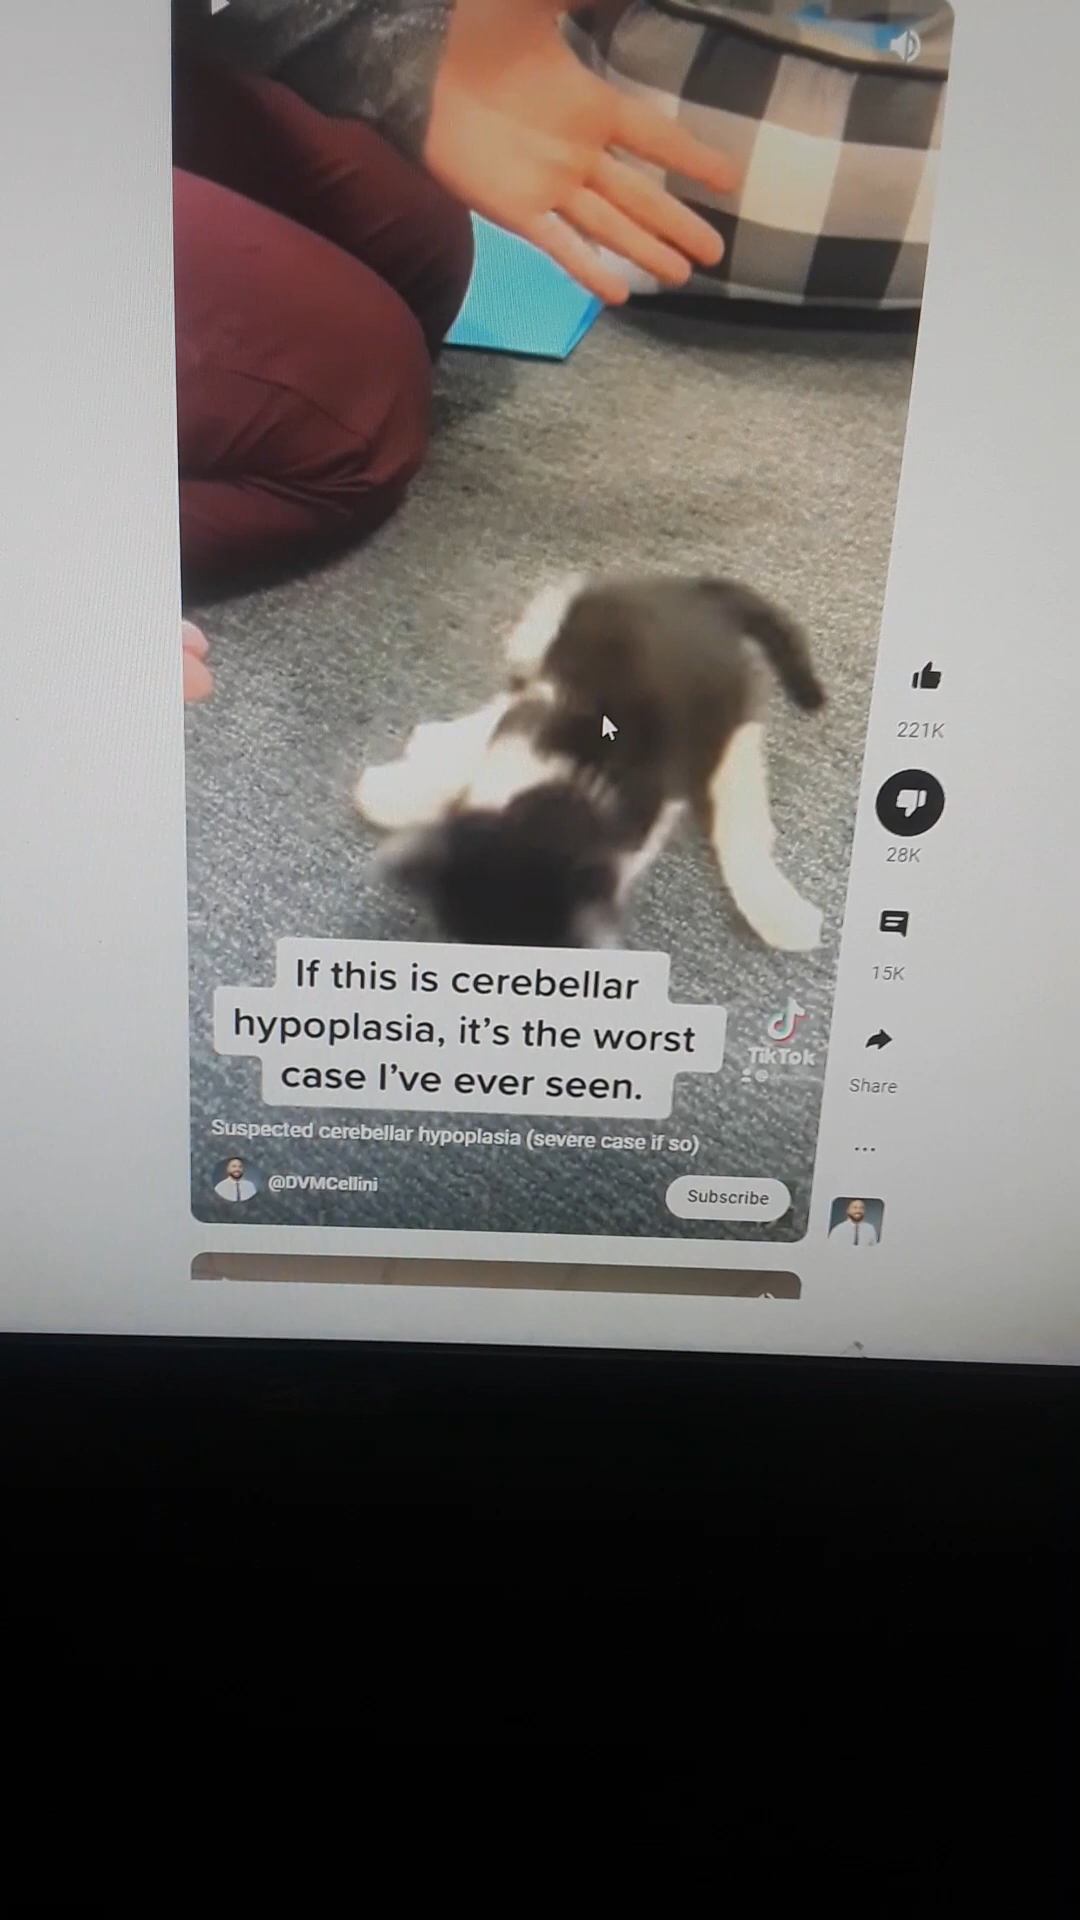 221K
28K
15K
If this is cerebellar
hypoplasia, it's the worst
case I've ever seen.
TikTok
Share
Suspected cerebellar hypoplasia (severe case if so)
@DVMCellini
Subscribe